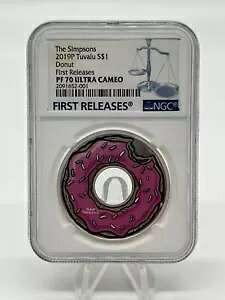 The Simpsons
2019P Tuvalu S$1
Donut
First Releases
PF 70 ULTRA CAMEO
2091652-001
FIRST RELEASES®
NGC